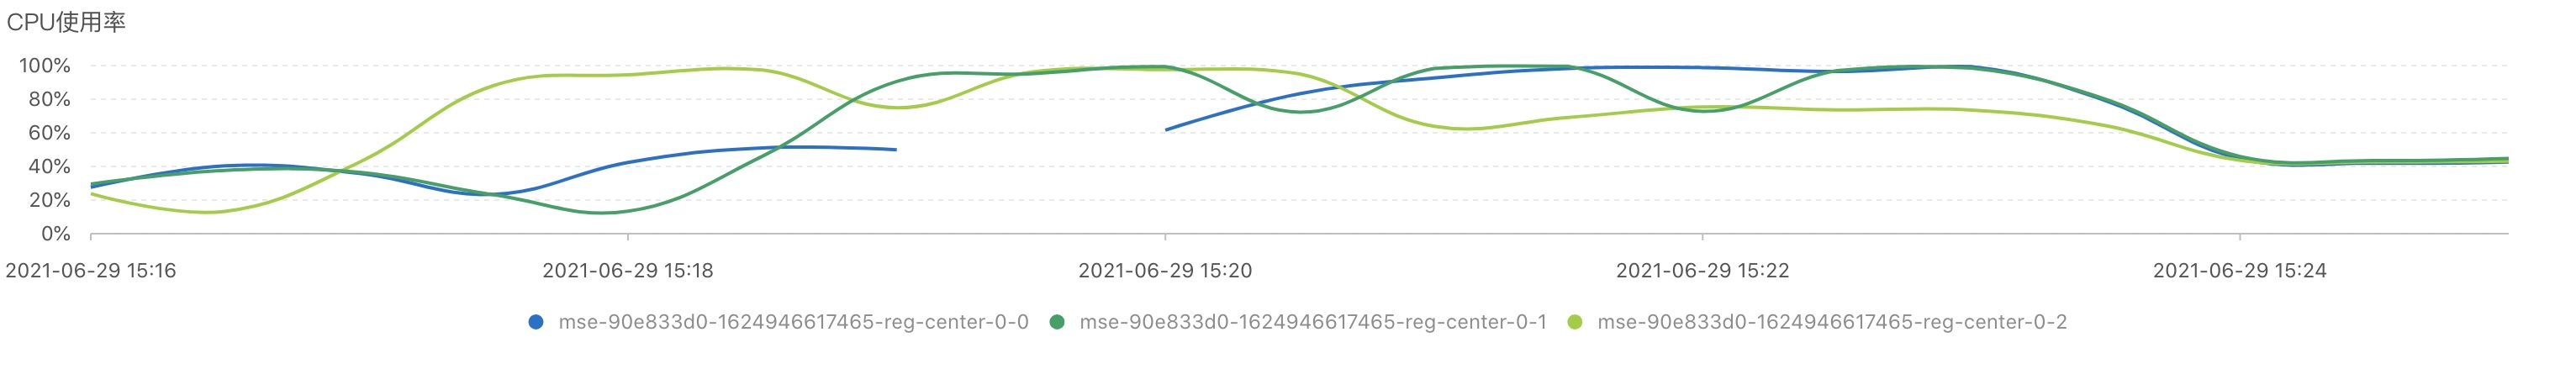 CPU使用率
100%
80%
60%
40%
20%
0%
2021-06-29 15:16 2021-06-29 15:18 2021-06-29 15:20 2021-06-29 15:22 2021-06-29 15:24
mse-90e833d0-1624946617465-reg-center-0-0 mse-90e833d0-1624946617465-reg-center-0-1 mse-90e833d0-1624946617465-reg-center-0-2